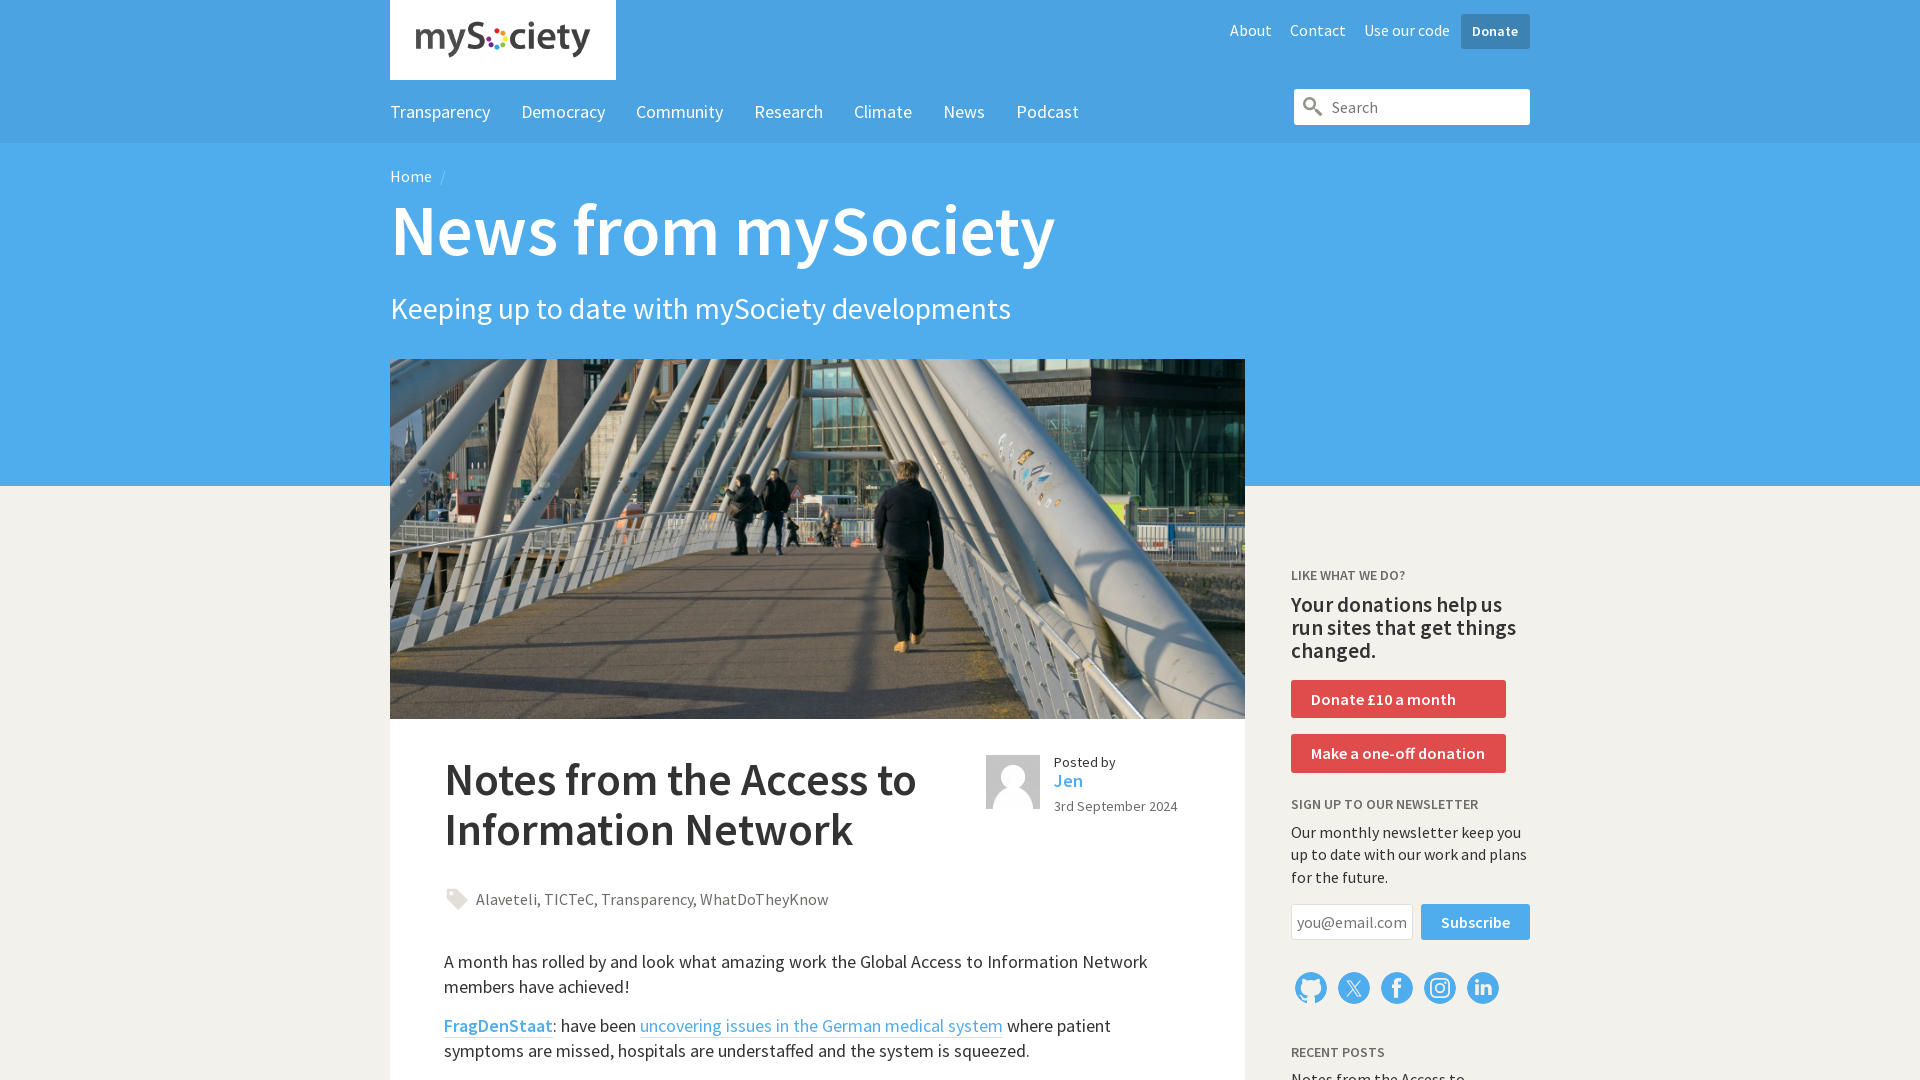 mySociety
About
Contact
Use our code
Donate
Transparency
Democracy
Community
Research
Climate
News
Podcast
Search
Home /
News from mySociety
Keeping up to date with mySociety developments
Notes from the Access to
Information Network
Posted by
Jen
3rd September 2024
Alaveteli, TICTeC, Transparency, WhatDoTheyKnow
A month has rolled by and look what amazing work the Global Access to Information Network
members have achieved!
FragDenStaat: have been uncovering issues in the German medical system where patient
symptoms are missed, hospitals are understaffed and the system is squeezed.
LIKE WHAT WE DO?
Your donations help us
run sites that get things
changed.
Donate £10 a month
Make a one-off donation
SIGN UP TO OUR NEWSLETTER
Our monthly newsletter keep you
up to date with our work and plans
for the future.
you@email.com
Subscribe
RECENT POSTS
Notes from the Access to